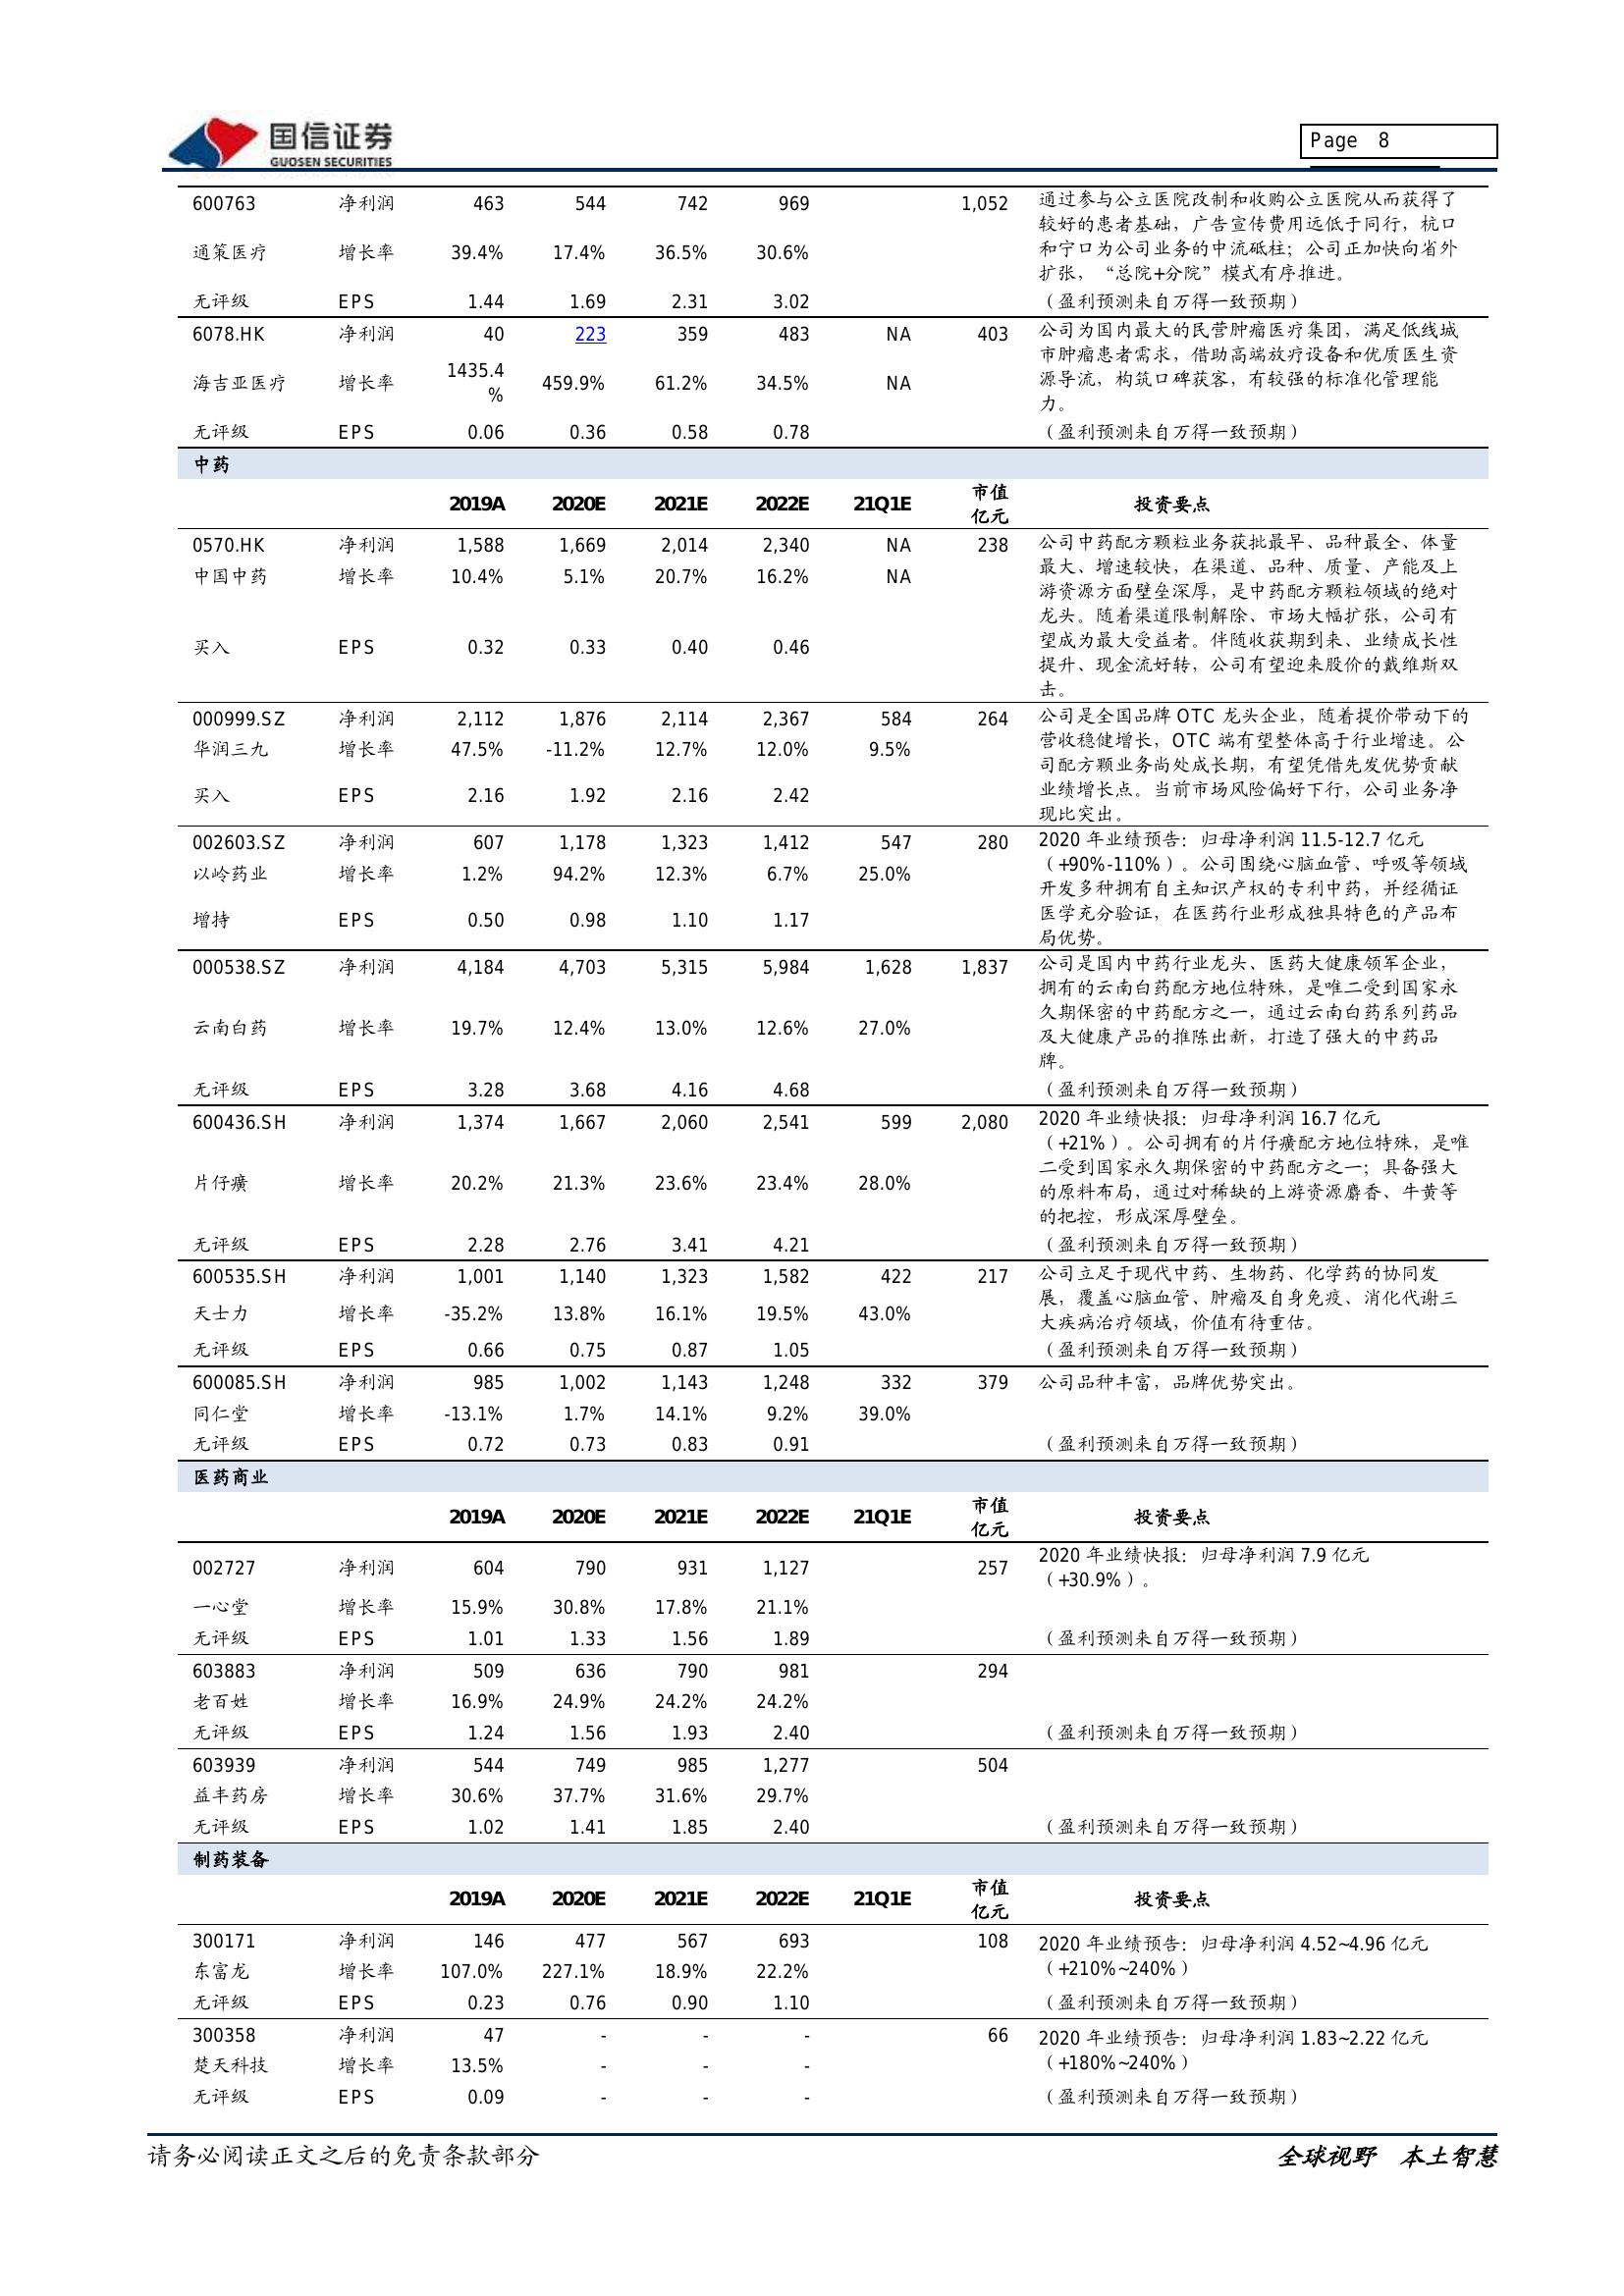 国信证券
GUOSEN SECURITIES
Page 8
600763 净利润 463 544 742 969 1,052 通过参与公立医院改制和收购公立医院从而获得了
较好的患者基础，广告宣传费用远低于同行，杭口
通策医疗 增长率 39.4% 17.4% 36.5% 30.6% 和宁口为公司业务的中流砥柱；公司正加快向省外
扩张，“总院+分院”模式有序推进。
无评级 EPS 1.44 1.69 2.31 3.02 （盈利预测来自万得一致预期）
6078.HK 净利润 40 223 359 483 NA 403 公司为国内最大的民营肿瘤医疗集团，满足低线城
市肿瘤患者需求，借助高端放疗设备和优质医生资
海吉亚医疗 增长率 1435.4% 459.9% 61.2% 34.5% NA 源导流，构筑口碑获客，有较强的标准化管理能
力。
无评级 EPS 0.06 0.36 0.58 0.78 （盈利预测来自万得一致预期）
中药
2019A 2020E 2021E 2022E 21Q1E 市值 亿元 投资要点
0570.HK 净利润 1,588 1,669 2,014 2,340 NA 238 公司中药配方颗粒业务获批最早、品种最全、体量
中国中药 增长率 10.4% 5.1% 20.7% 16.2% NA 最大、增速较快，在渠道、品种、质量、产能及上
游资源方面壁垒深厚，是中药配方颗粒领域的绝对
龙头。随着渠道限制解除、市场大幅扩张，公司有
买入 EPS 0.32 0.33 0.40 0.46 望成为最大受益者。伴随收获期到来、业绩成长性
提升、现金流好转，公司有望迎来股价的戴维斯双
击。
000999.SZ 净利润 2,112 1,876 2,114 2,367 584 264 公司是全国品牌 OTC 龙头企业，随着提价带动下的
华润三九 增长率 47.5% -11.2% 12.7% 12.0% 9.5% 营收稳健增长，OTC 端有望整体高于行业增速。公
司配方颗业务尚处成长期，有望凭借先发优势贡献
买入 EPS 2.16 1.92 2.16 2.42 业绩增长点。当前市场风险偏好下行，公司业务净
现比突出。
002603.SZ 净利润 607 1,178 1,323 1,412 547 280 2020 年业绩预告：归母净利润 11.5-12.7 亿元
以岭药业 增长率 1.2% 94.2% 12.3% 6.7% 25.0% （+90%-110%）。公司围绕心脑血管、呼吸等领域
开发多种拥有自主知识产权的专利中药，并经循证
增持 EPS 0.50 0.98 1.10 1.17 医学充分验证，在医药行业形成独具特色的产品布
局优势。
000538.SZ 净利润 4,184 4,703 5,315 5,984 1,628 1,837 公司是国内中药行业龙头、医药大健康领军企业，
拥有的云南白药配方地位特殊，是唯二受到国家永
云南白药 增长率 19.7% 12.4% 13.0% 12.6% 27.0% 久期保密的中药配方之一，通过云南白药系列药品
及大健康产品的推陈出新，打造了强大的中药品
牌。
无评级 EPS 3.28 3.68 4.16 4.68 （盈利预测来自万得一致预期）
600436.SH 净利润 1,374 1,667 2,060 2,541 599 2,080 2020 年业绩快报：归母净利润 16.7 亿元
（+21%）。公司拥有的片仔癀配方地位特殊，是唯
片仔癀 增长率 20.2% 21.3% 23.6% 23.4% 28.0% 二受到国家永久期保密的中药配方之一；具备强大
的原料布局，通过对稀缺的上游资源麝香、牛黄等
的把控，形成深厚壁垒。
无评级 EPS 2.28 2.76 3.41 4.21 （盈利预测来自万得一致预期）
600535.SH 净利润 1,001 1,140 1,323 1,582 422 217 公司立足于现代中药、生物药、化学药的协同发
天士力 增长率 -35.2% 13.8% 16.1% 19.5% 43.0% 展，覆盖心脑血管、肿瘤及自身免疫、消化代谢三
大疾病治疗领域，价值有待重估。
无评级 EPS 0.66 0.75 0.87 1.05 （盈利预测来自万得一致预期）
600085.SH 净利润 985 1,002 1,143 1,248 332 379 公司品种丰富，品牌优势突出。
同仁堂 增长率 -13.1% 1.7% 14.1% 9.2% 39.0%
无评级 EPS 0.72 0.73 0.83 0.91 （盈利预测来自万得一致预期）
医药商业
2019A 2020E 2021E 2022E 21Q1E 市值 亿元 投资要点
002727 净利润 604 790 931 1,127 257 2020 年业绩快报：归母净利润 7.9 亿元
（+30.9%）。
一心堂 增长率 15.9% 30.8% 17.8% 21.1%
无评级 EPS 1.01 1.33 1.56 1.89 （盈利预测来自万得一致预期）
603883 净利润 509 636 790 981 294
老百姓 增长率 16.9% 24.9% 24.2% 24.2%
无评级 EPS 1.24 1.56 1.93 2.40 （盈利预测来自万得一致预期）
603939 净利润 544 749 985 1,277 504
益丰药房 增长率 30.6% 37.7% 31.6% 29.7%
无评级 EPS 1.02 1.41 1.85 2.40 （盈利预测来自万得一致预期）
制药装备
2019A 2020E 2021E 2022E 21Q1E 市值 亿元 投资要点
300171 净利润 146 477 567 693 108 2020 年业绩预告：归母净利润 4.52~4.96 亿元
东富龙 增长率 107.0% 227.1% 18.9% 22.2% （+210%~240%）
无评级 EPS 0.23 0.76 0.90 1.10 （盈利预测来自万得一致预期）
300358 净利润 47 - - - 66 2020 年业绩预告：归母净利润 1.83~2.22 亿元
楚天科技 增长率 13.5% - - - （+180%~240%）
无评级 EPS 0.09 - - - （盈利预测来自万得一致预期）
请务必阅读正文之后的免责条款部分 全球视野 本土智慧